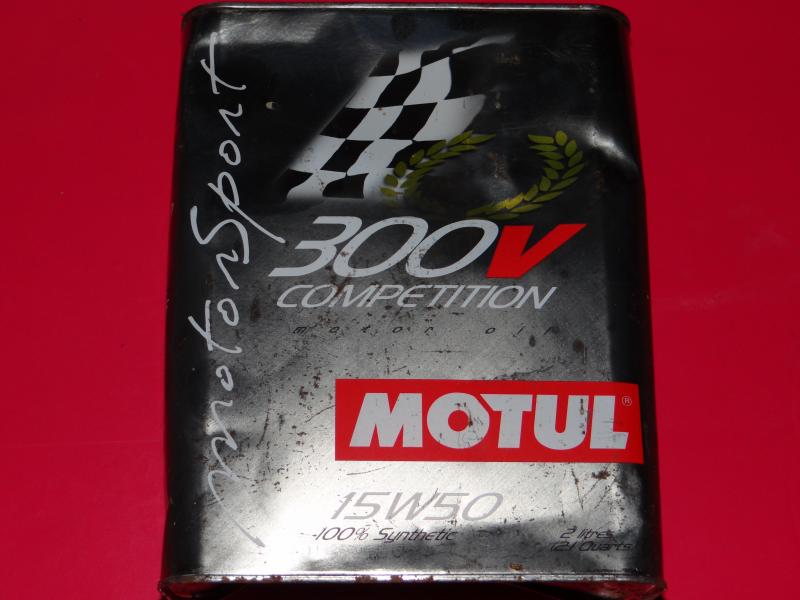 motorsport
300V
COMPETITION
motor oil
MOTUL®
15W50
100% Synthetic
2 litres
(2.1 Quarts)